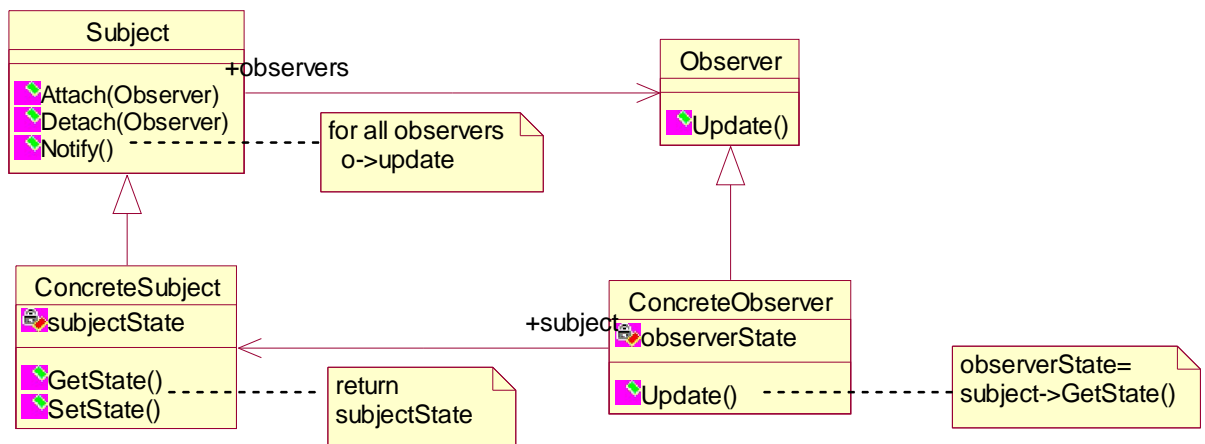 Subject
+observers
Attach(Observer)
Detach(Observer)
Notify()
for all observers
o->update
Observer
Update()
ConcreteSubject
subjectState
GetState()
SetState()
return
subjectState
+subject
ConcreteObserver
observerState
Update()
observerState=
subject->GetState()